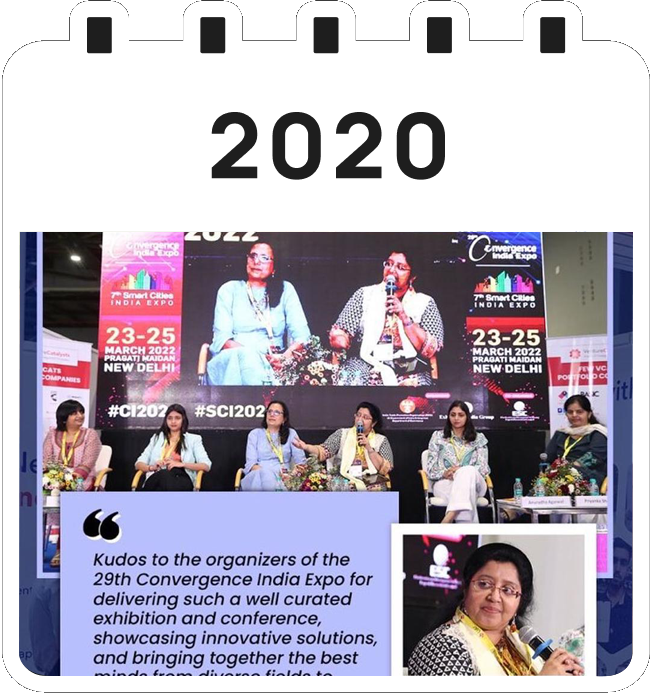 2020
2022
Convergence
India Expo
7th Smart Cities
INDIA EXPO
23-25
MARCH 2022
PRAGATI MAIDAN
NEW DELHI
#CI202
#SCI202
Convergence
India Expo
7th Smart Cities
INDIA EXPO
23-25
MARCH 2022
PRAGATI MAIDAN
NEW DELHI
“
Kudos to the organizers of the
29th Convergence India Expo for
delivering such a well curated
exhibition and conference,
showcasing innovative solutions,
and bringing together the best
minds from diverse fields to